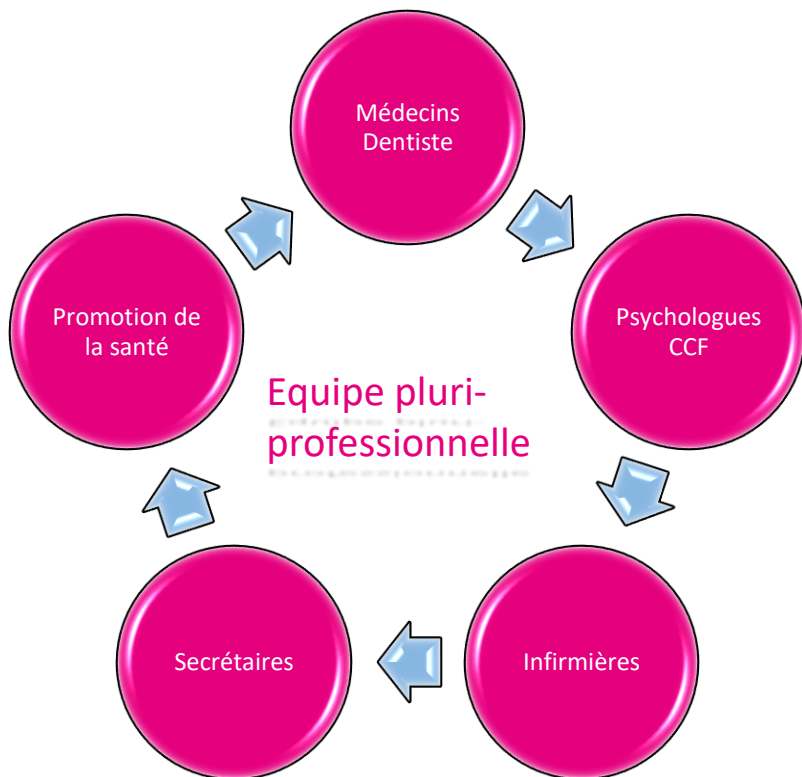 Médecins
Dentiste
Promotion de
la santé
Psychologues
CCF
Equipe pluri-
professionnelle
Secrétaires
Infirmières